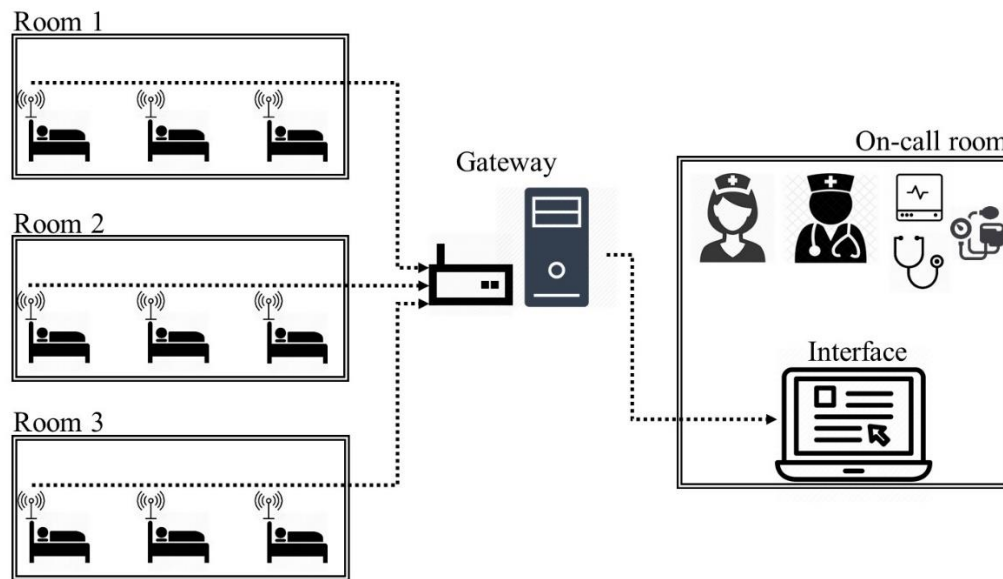 Room 1
Gateway
On-call room
Room 2
Interface
Room 3